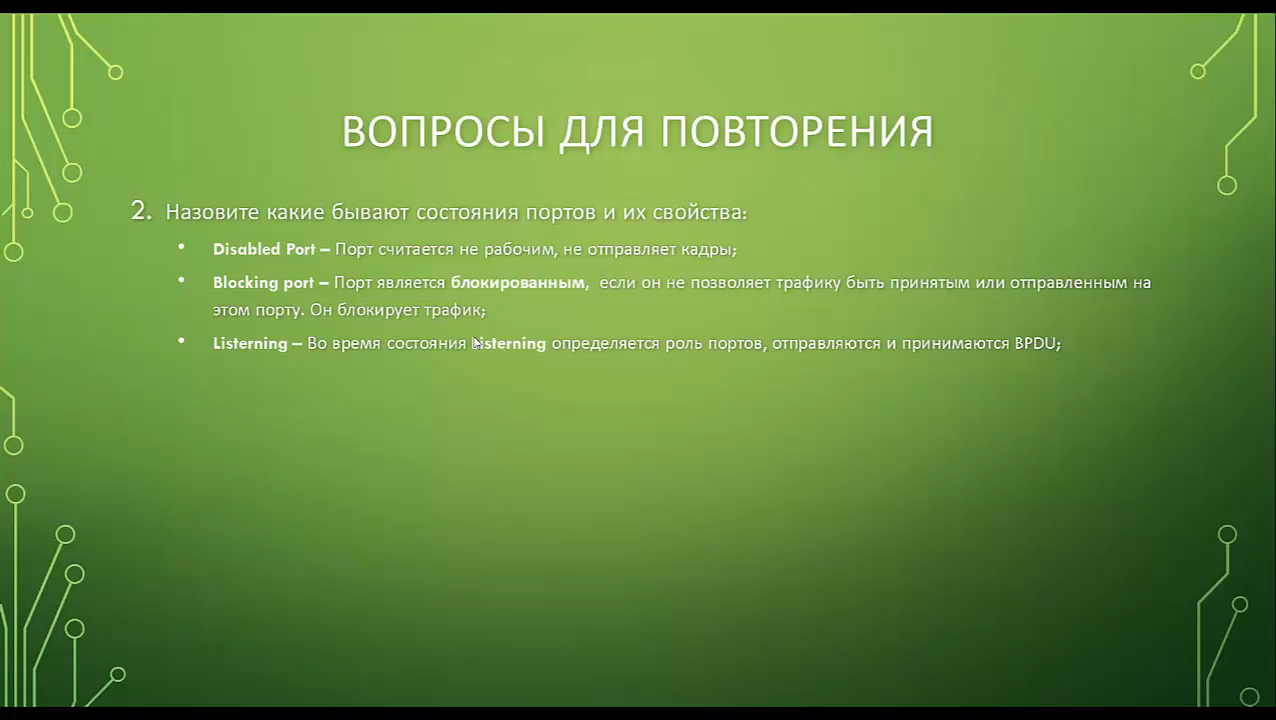 ВОПРОСЫ ДЛЯ ПОВТОРЕНИЯ
2. Назовите какие бывают состояния портов и их свойства:
• Disabled Port – Порт считается не рабочим, не отправляет кадры;
• Blocking port – Порт является блокированным, если он не позволяет трафику быть принятым или отправленным на
этом порту. Он блокирует трафик;
• Listerning – Во время состояния Listerning определяется роль портов, отправляются и принимаются BPDU;